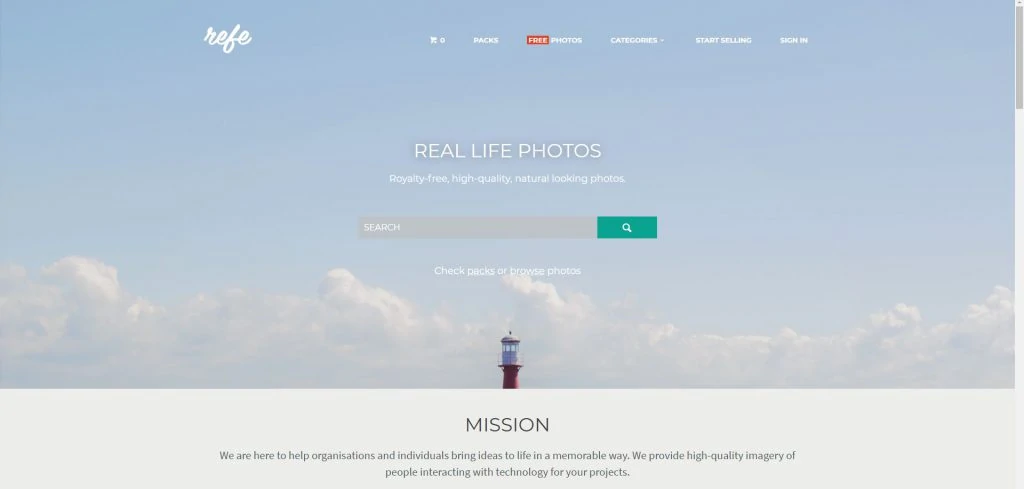 refe
0 PACKS FREE PHOTOS CATEGORIES START SELLING SIGN IN
REAL LIFE PHOTOS
Royalty-free, high-quality, natural looking photos.
SEARCH
Check packs or browse photos
MISSION
We are here to help organisations and individuals bring ideas to life in a memorable way. We provide high-quality imagery of
people interacting with technology for your projects.